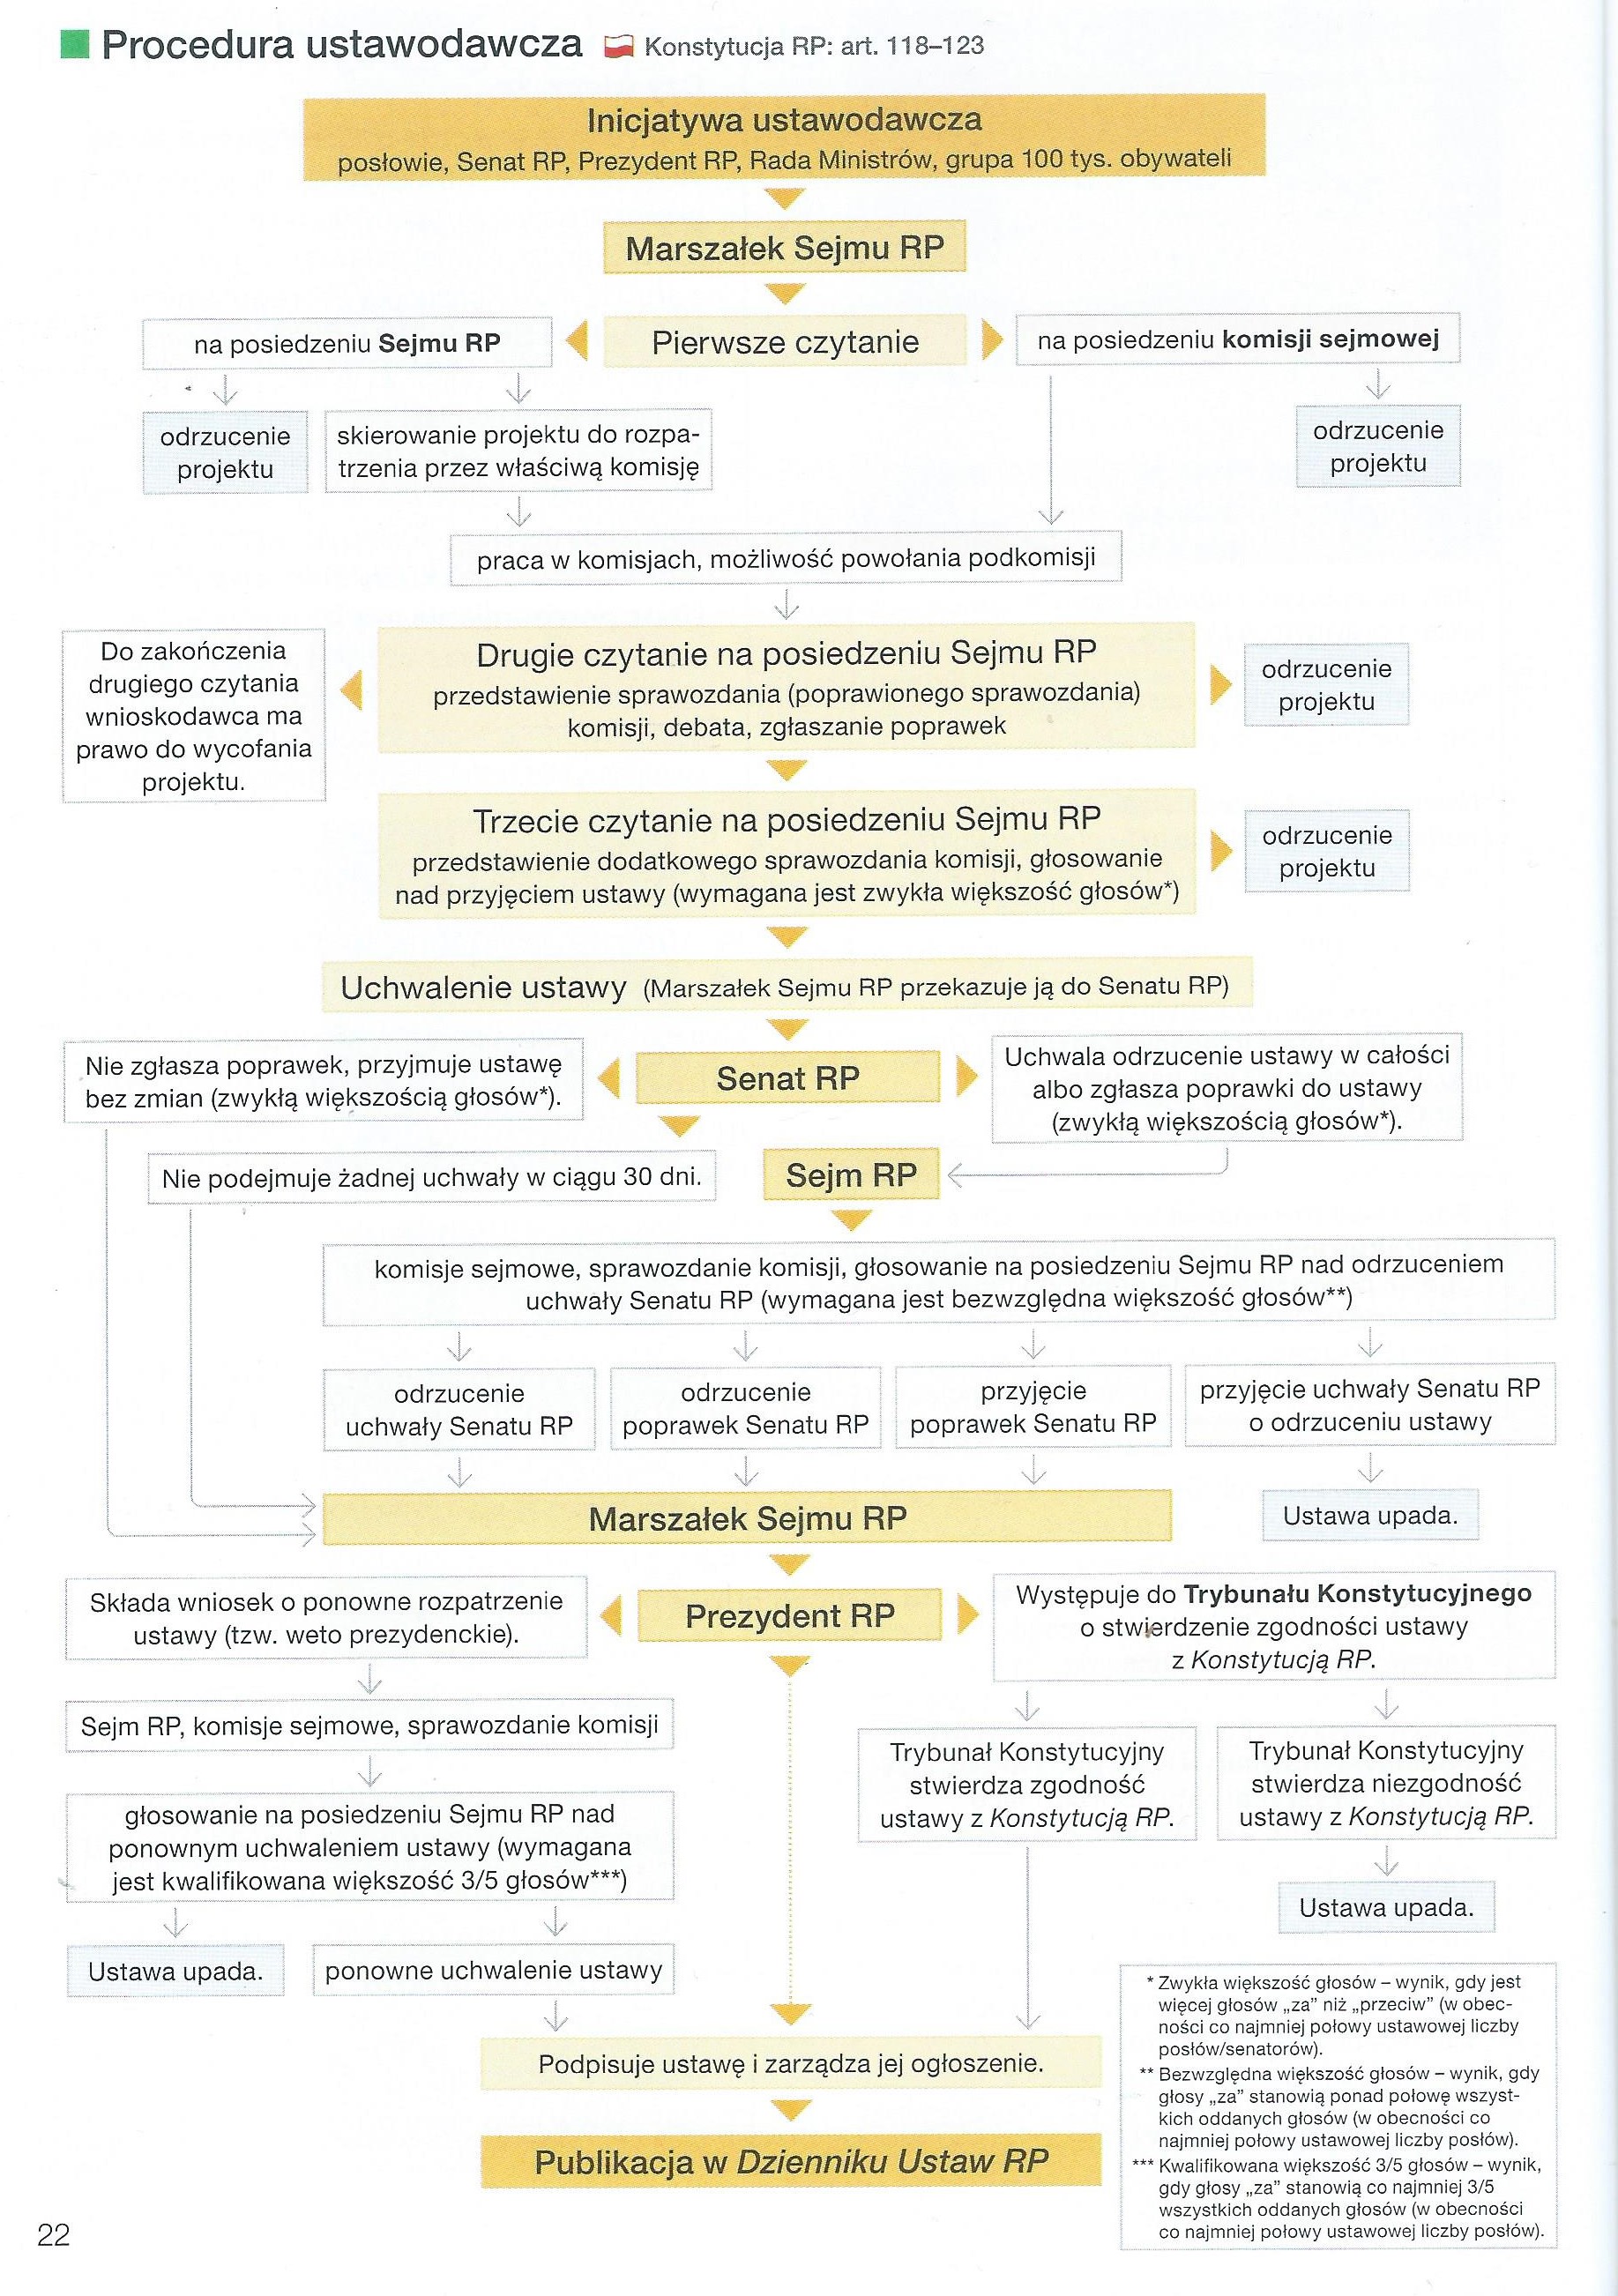 Procedura ustawodawcza Konstytucja RP: art. 118–123
Inicjatywa ustawodawcza
posłowie, Senat RP, Prezydent RP, Rada Ministrów, grupa 100 tys. obywateli
Marszałek Sejmu RP
na posiedzeniu Sejmu RP
Pierwsze czytanie
na posiedzeniu komisji sejmowej
odrzucenie
projektu
skierowanie projektu do rozpa-
trzenia przez właściwą komisję
odrzucenie
projektu
praca w komisjach, możliwość powołania podkomisji
Do zakończenia
drugiego czytania
wnioskodawca ma
prawo do wycofania
projektu.
Drugie czytanie na posiedzeniu Sejmu RP
przedstawienie sprawozdania (poprawionego sprawozdania)
komisji, debata, zgłaszanie poprawek
odrzucenie
projektu
Trzecie czytanie na posiedzeniu Sejmu RP
przedstawienie dodatkowego sprawozdania komisji, głosowanie
nad przyjęciem ustawy (wymagana jest zwykła większość głosów*)
odrzucenie
projektu
Uchwalenie ustawy (Marszałek Sejmu RP przekazuje ją do Senatu RP)
Nie zgłasza poprawek, przyjmuje ustawę
bez zmian (zwykłą większością głosów*).
Senat RP
Uchwala odrzucenie ustawy w całości
albo zgłasza poprawki do ustawy
(zwykłą większością głosów*).
Nie podejmuje żadnej uchwały w ciągu 30 dni.
Sejm RP
komisje sejmowe, sprawozdanie komisji, głosowanie na posiedzeniu Sejmu RP nad odrzuceniem
uchwały Senatu RP (wymagana jest bezwzględna większość głosów**)
odrzucenie
uchwały Senatu RP
odrzucenie
poprawek Senatu RP
przyjęcie
poprawek Senatu RP
przyjęcie uchwały Senatu RP
o odrzuceniu ustawy
Marszałek Sejmu RP
Ustawa upada.
Składa wniosek o ponowne rozpatrzenie
ustawy (tzw. weto prezydenckie).
Prezydent RP
Występuje do Trybunału Konstytucyjnego
o stwierdzenie zgodności ustawy
z Konstytucją RP.
Sejm RP, komisje sejmowe, sprawozdanie komisji
Trybunał Konstytucyjny
stwierdza zgodność
ustawy z Konstytucją RP.
Trybunał Konstytucyjny
stwierdza niezgodność
ustawy z Konstytucją RP.
głosowanie na posiedzeniu Sejmu RP nad
ponownym uchwaleniem ustawy (wymagana
jest kwalifikowana większość 3/5 głosów***)
Ustawa upada.
Ustawa upada.
ponowne uchwalenie ustawy
Podpisuje ustawę i zarządza jej ogłoszenie.
Publikacja w Dzienniku Ustaw RP
* Zwykła większość głosów – wynik, gdy jest
więcej głosów „za” niż „przeciw” (w obec-
ności co najmniej połowy ustawowej liczby
posłów/senatorów).
** Bezwzględna większość głosów – wynik, gdy
głosy „za” stanowią ponad połowę wszyst-
kich oddanych głosów (w obecności co
najmniej połowy ustawowej liczby posłów).
*** Kwalifikowana większość 3/5 głosów – wynik,
gdy głosy „za” stanowią co najmniej 3/5
wszystkich oddanych głosów (w obecności
co najmniej połowy ustawowej liczby posłów).
22